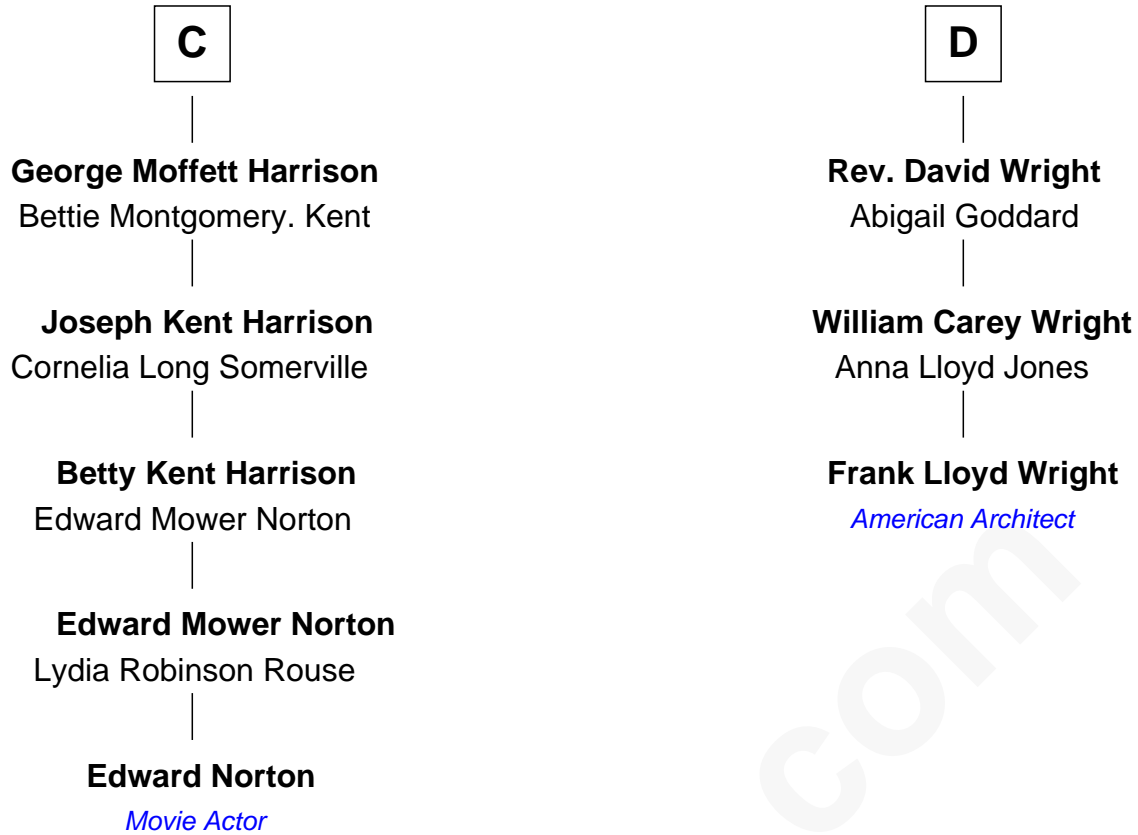 C
George Moffett Harrison
Bettie Montgomery. Kent
Joseph Kent Harrison
Cornelia Long Somerville
Betty Kent Harrison
Edward Mower Norton
Edward Mower Norton
Lydia Robinson Rouse
Edward Norton
Movie Actor
D
Rev. David Wright
Abigail Goddard
William Carey Wright
Anna Lloyd Jones
Frank Lloyd Wright
American Architect
com